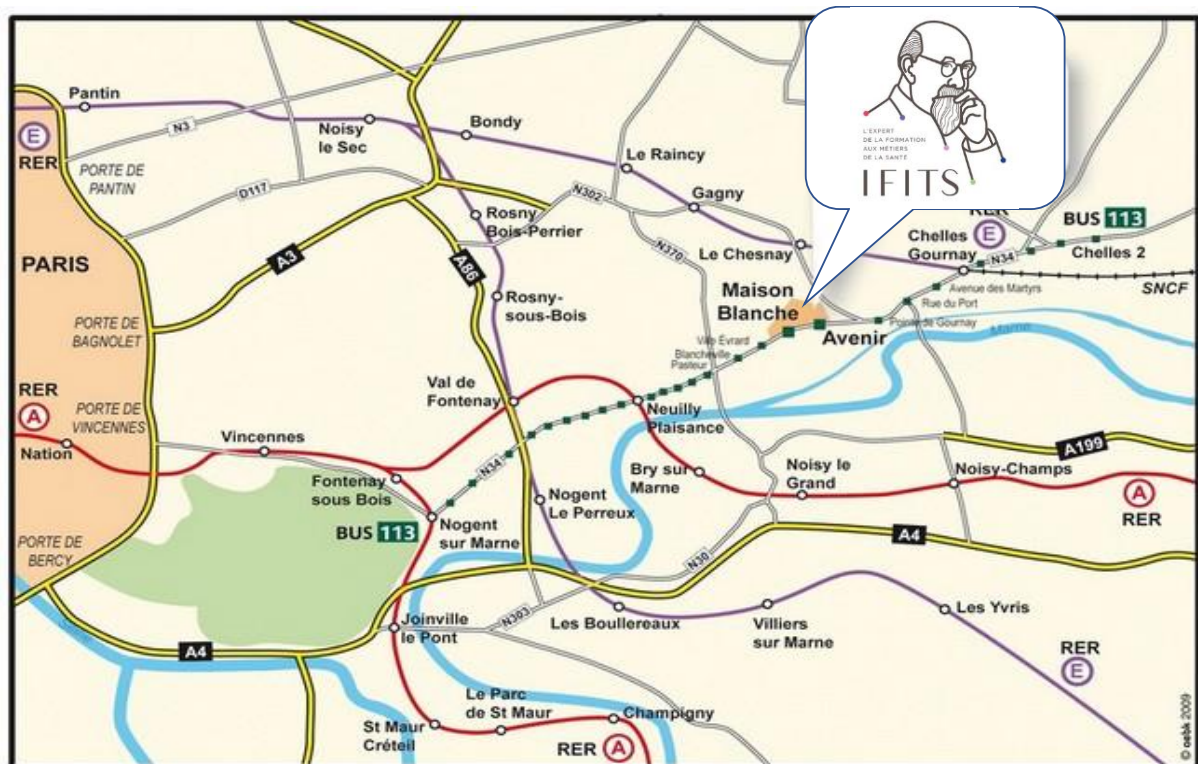 L'EXPERT
DE LA FORMATION
AUX MÉTIERS
DE LA SANTÉ
IFITS
Pantin
E
RER
PORTE DE
PANTIN
N3
Noisy
le Sec
Bondy
Le Raincy
D117
N302
Gagny
RER
E
BUS 113
Rosny
Bois-Perrier
N370
Le Chesnay
Chelles
Gournay
N34
Chelles 2
PARIS
A3
A86
SNCF
Avenue des Martyrs
Rue du Port
Pointe de Gournay
Marne
Maison
Blanche
Avenir
Rosny-
sous-Bois
PORTE DE
BAGNOLET
Ville Evrard
Blancheville
Pasteur
RER
A
Val de
Fontenay
PORTE DE
VINCENNES
Neuilly
Plaisance
Nation
Vincennes
A199
N34
Fontenay
sous Bois
Bry sur
Marne
Noisy le
Grand
Noisy-Champs
A
RER
Nogent
Le Perreux
BUS 113
Nogent
sur Marne
PORTE DE
BERCY
A4
N30
Joinville
le Pont
N303
Les Boullereaux
Villiers
sur Marne
Les Yvris
A4
RER
E
Le Parc
de St Maur
St Maur
Créteil
Champigny
RER A
© oebk 2009